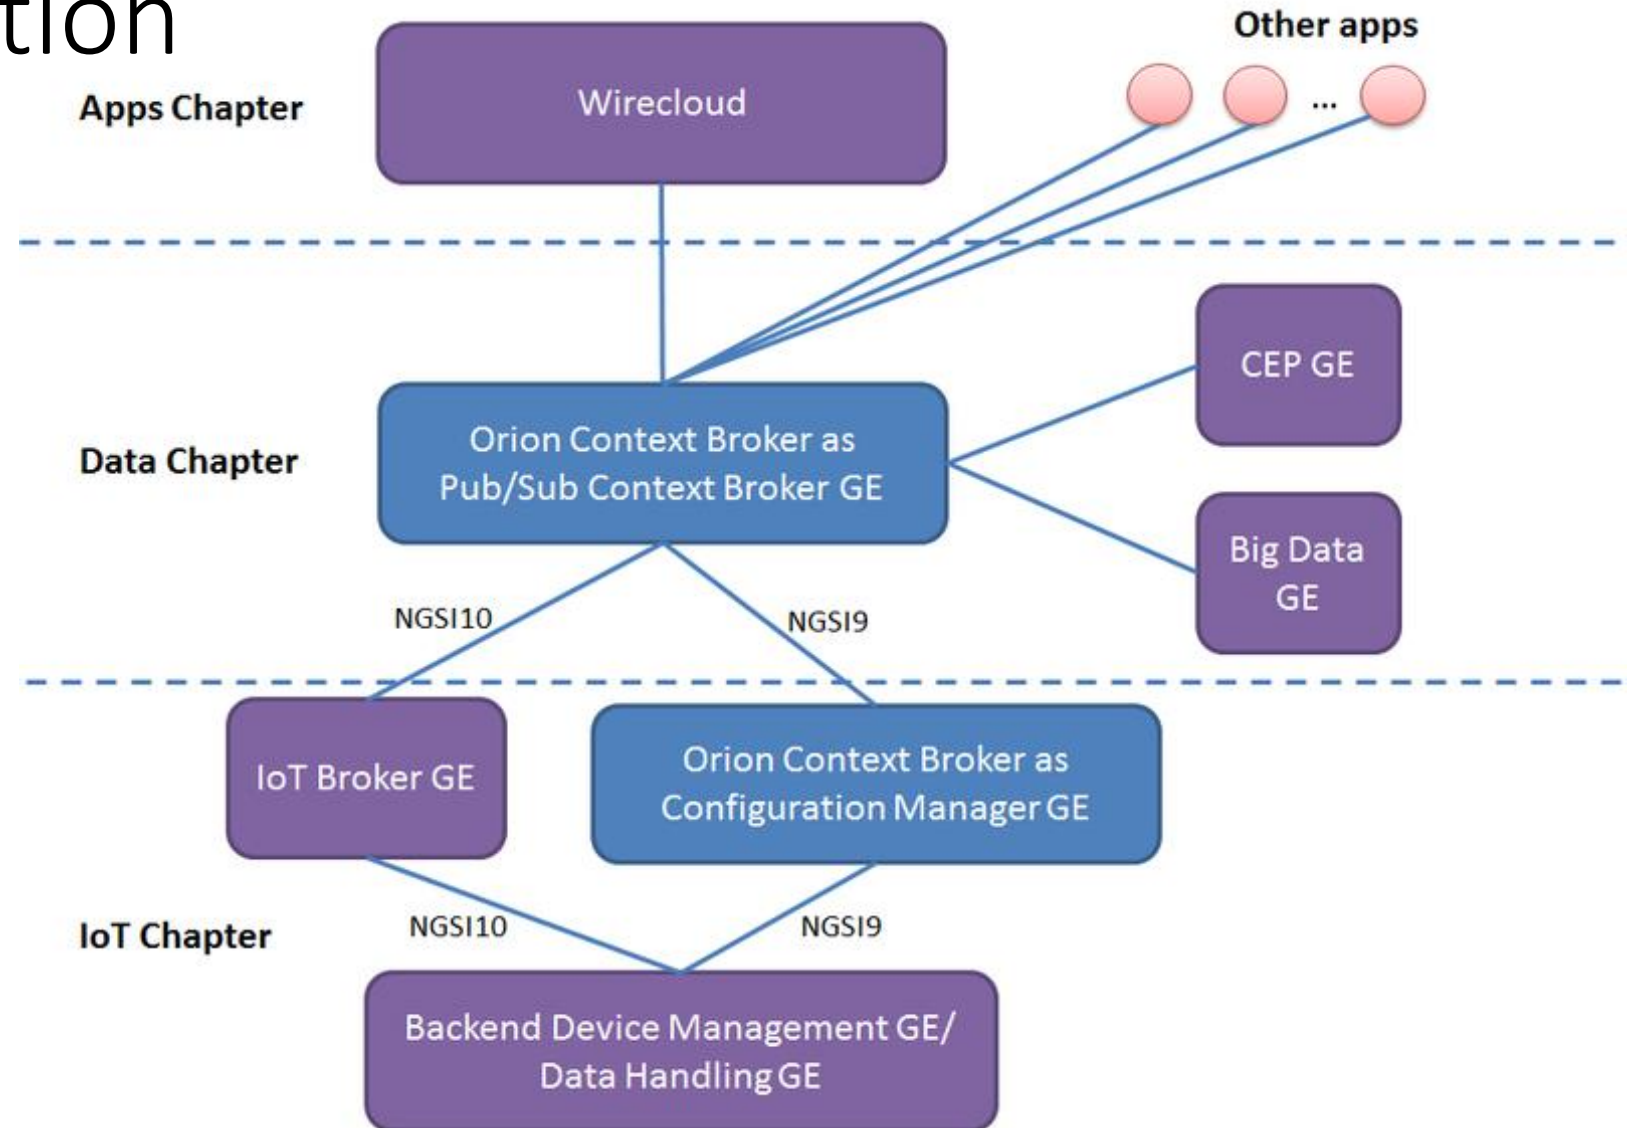 tion
Other apps
Apps Chapter
Wirecloud
...
CEP GE
Orion Context Broker as
Pub/Sub Context Broker GE
Data Chapter
Big Data
GE
NGSI10
NGSI9
IoT Broker GE
Orion Context Broker as
Configuration Manager GE
NGSI10
NGSI9
IoT Chapter
Backend Device Management GE/
Data Handling GE